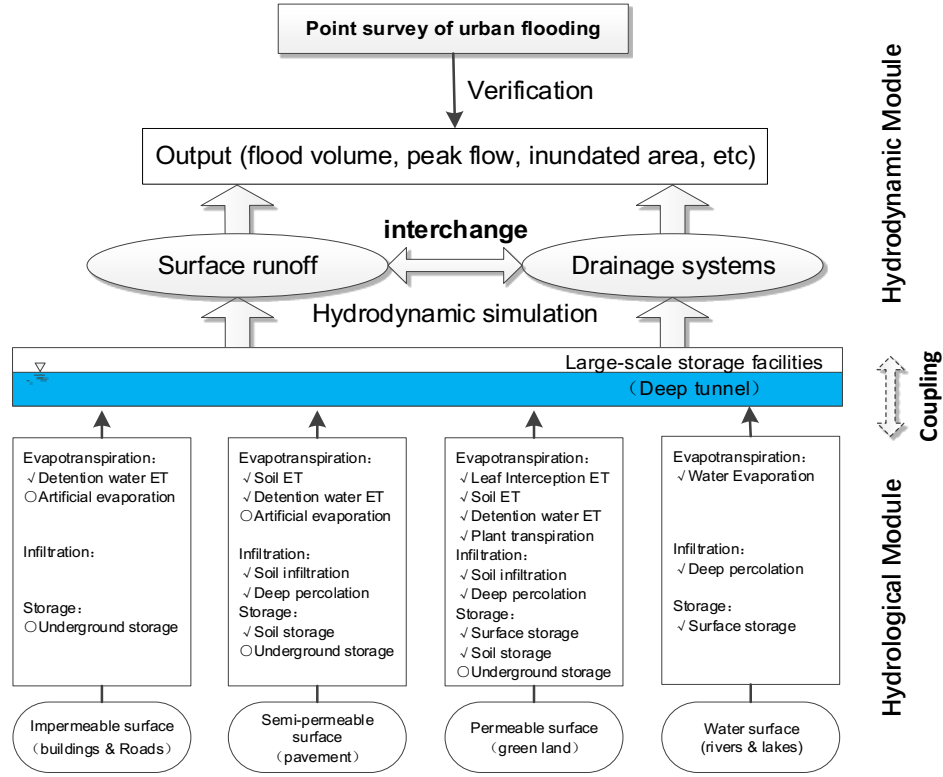 Point survey of urban flooding
Verification
Output (flood volume, peak flow, inundated area, etc)
interchange
Surface runoff
Drainage systems
Hydrodynamic simulation
Large-scale storage facilities
（Deep tunnel）
Evapotranspiration：
√Detention water ET
○Artificial evaporation
Infiltration：
Storage：
○Underground storage
Impermeable surface
（buildings & Roads）
Evapotranspiration：
√Soil ET
√Detention water ET
○Artificial evaporation
Infiltration：
√Soil infiltration
√Deep percolation
Storage：
√Soil storage
○Underground storage
Semi-permeable
surface
（pavement）
Evapotranspiration：
√Leaf Interception ET
√Soil ET
√Detention water ET
√Plant transpiration
Infiltration：
√Soil infiltration
√Deep percolation
Storage：
√Surface storage
√Soil storage
○Underground storage
Permeable surface
（green land）
Evapotranspiration：
√Water Evaporation
Infiltration：
√Deep percolation
Storage：
√Surface storage
Water surface
(rivers & lakes)
Hydrodynamic Module
Coupling
Hydrological Module